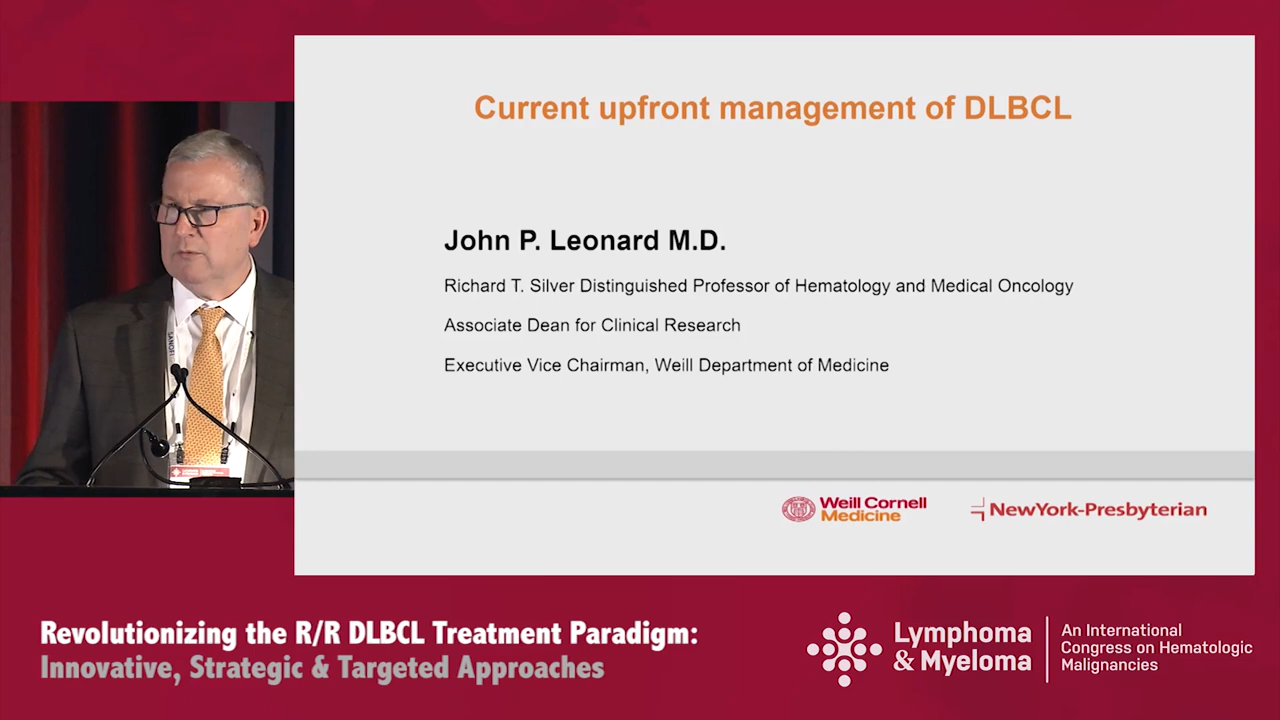 Current upfront management of DLBCL
John P. Leonard M.D.
Richard T. Silver Distinguished Professor of Hematology and Medical Oncology
Associate Dean for Clinical Research
Executive Vice Chairman, Weill Department of Medicine
SANOFI
Weill Cornell
Medicine
NewYork-Presbyterian
Revolutionizing the R/R DLBCL Treatment Paradigm:
Innovative, Strategic & Targeted Approaches
Lymphoma
& Myeloma
An International
Congress on Hematologic
Malignancies